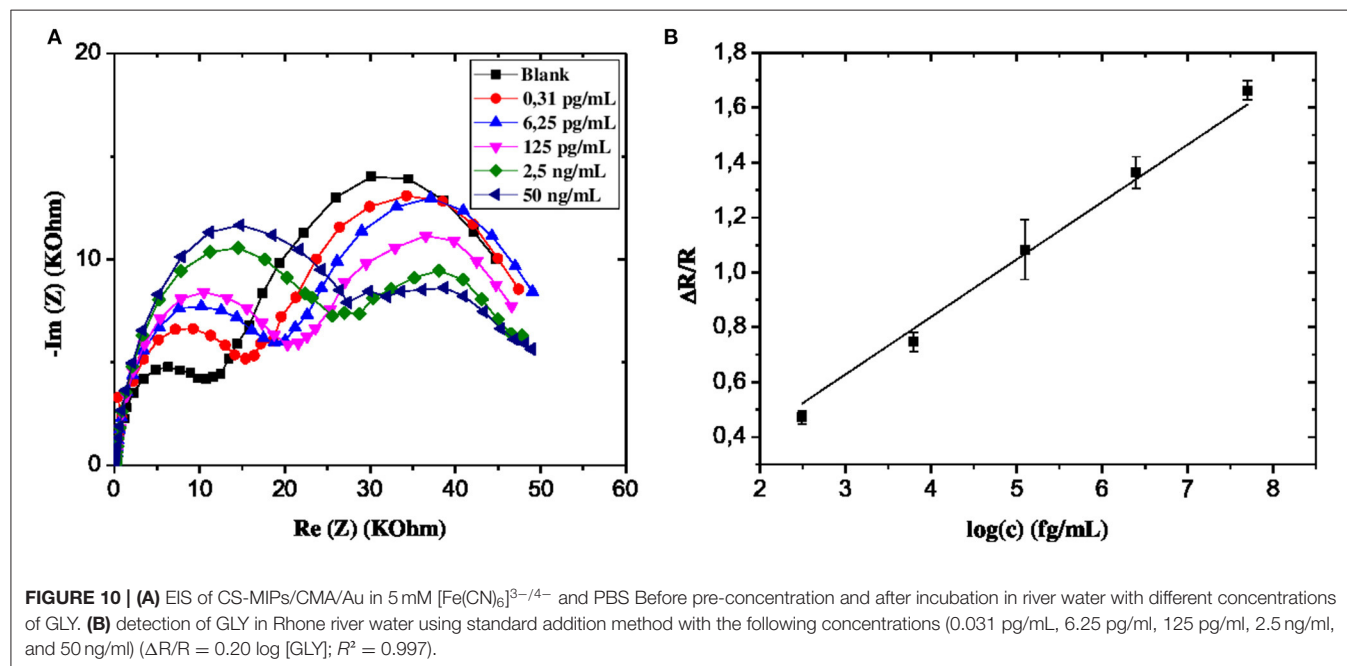 A
20
10
0
0 10 20 30 40 50 60
-Im (Z) (KOhm)
Re (Z) (KOhm)
Blank
0,31 pg/mL
6,25 pg/mL
125 pg/mL
2,5 ng/mL
50 ng/mL
B
1,8
1,6
1,4
1,2
1,0
0,8
0,6
0,4
2 3 4 5 6 7 8
ΔR/R
log(c) (fg/mL)
FIGURE 10 | (A) EIS of CS-MIPs/CMA/Au in 5 mM [Fe(CN)₆]³⁻/⁴⁻ and PBS Before pre-concentration and after incubation in river water with different concentrations
of GLY. (B) detection of GLY in Rhone river water using standard addition method with the following concentrations (0.031 pg/mL, 6.25 pg/ml, 125 pg/ml, 2.5 ng/ml,
and 50 ng/ml) (ΔR/R = 0.20 log [GLY]; R² = 0.997).